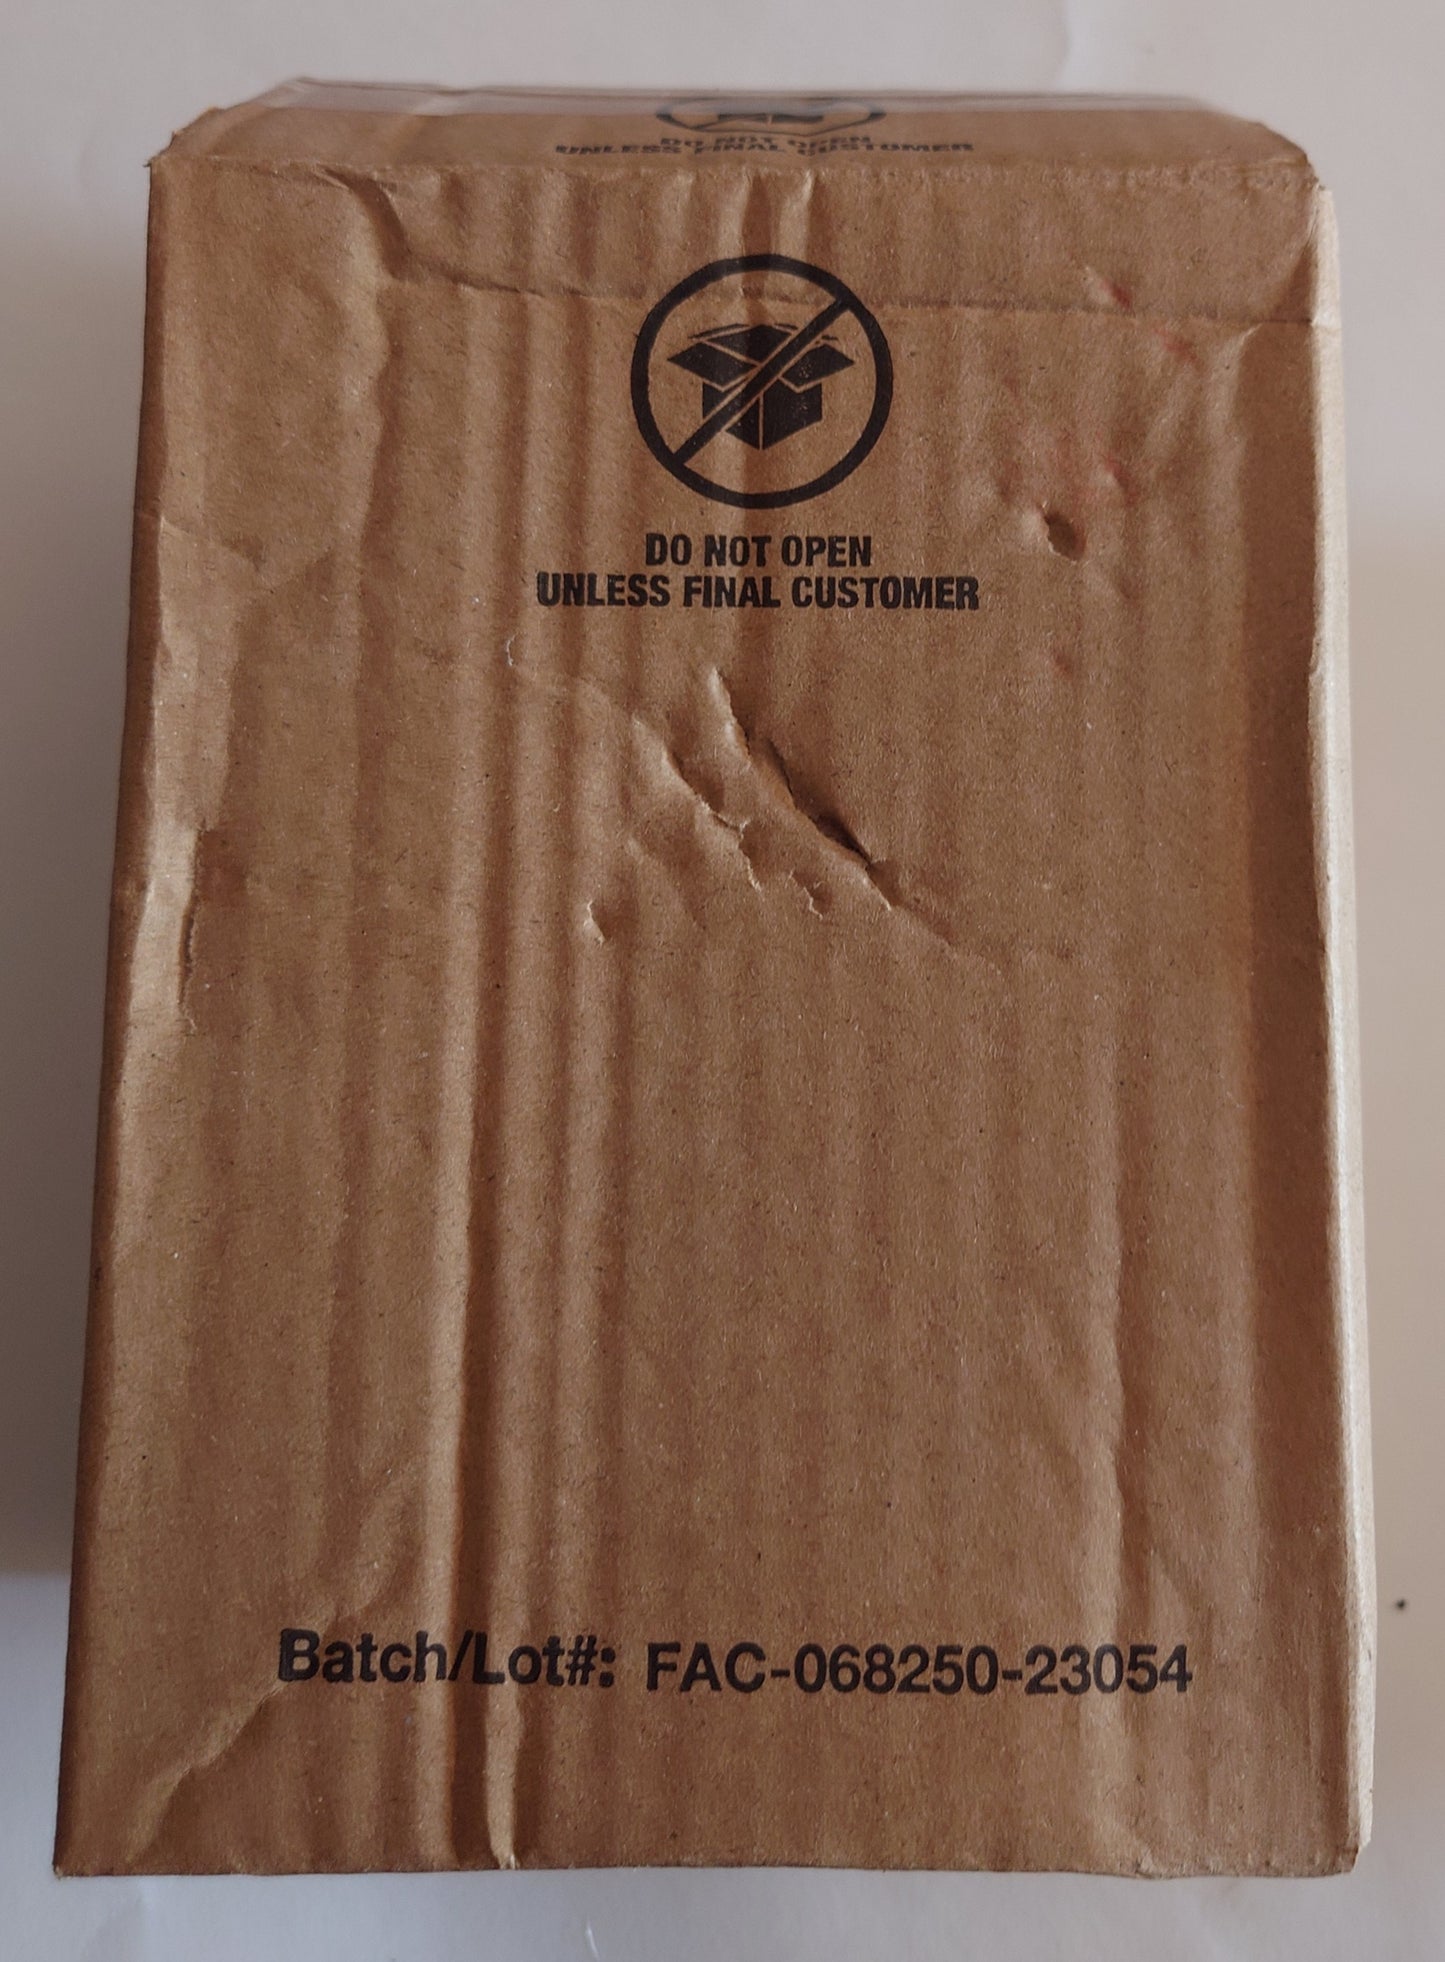 DO NOT OPEN
UNLESS FINAL CUSTOMER
DO NOT OPEN
UNLESS FINAL CUSTOMER
Batch/Lot#: FAC-068250-23054